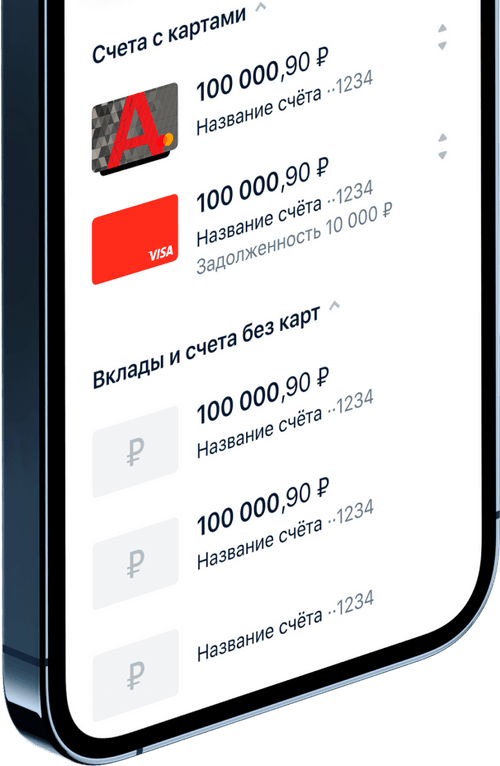 Счета с картами
А.
100 000,90 ₽
Название счёта ··1234
100 000,90 ₽
Название счёта ··1234
Задолженность 10 000 ₽
VISA
Вклады и счета без карт
100 000,90 ₽
Название счёта ··1234
₽
100 000,90 ₽
Название счёта ··1234
₽
Название счёта ··1234
₽